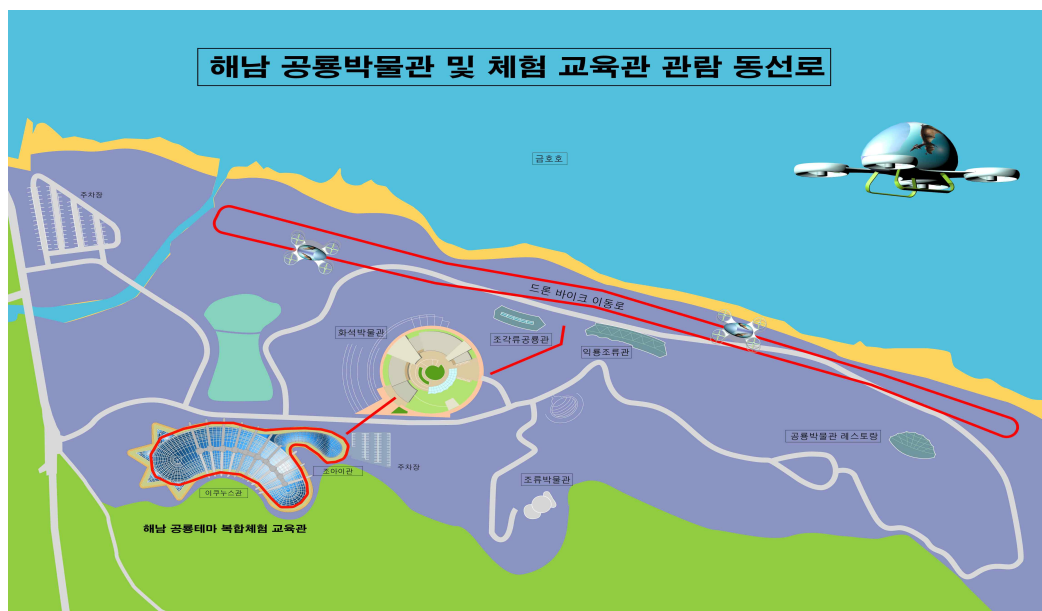 해남 공룡박물관 및 체험 교육관 관람 동선로
금호호
주차장
드론 바이크 이동로
화석박물관
조각류공룡관
익룡조류관
공룡박물관 레스토랑
조마미관
주차장
이쿠누스관
조류박물관
해남 공룡테마 복합체험 교육관